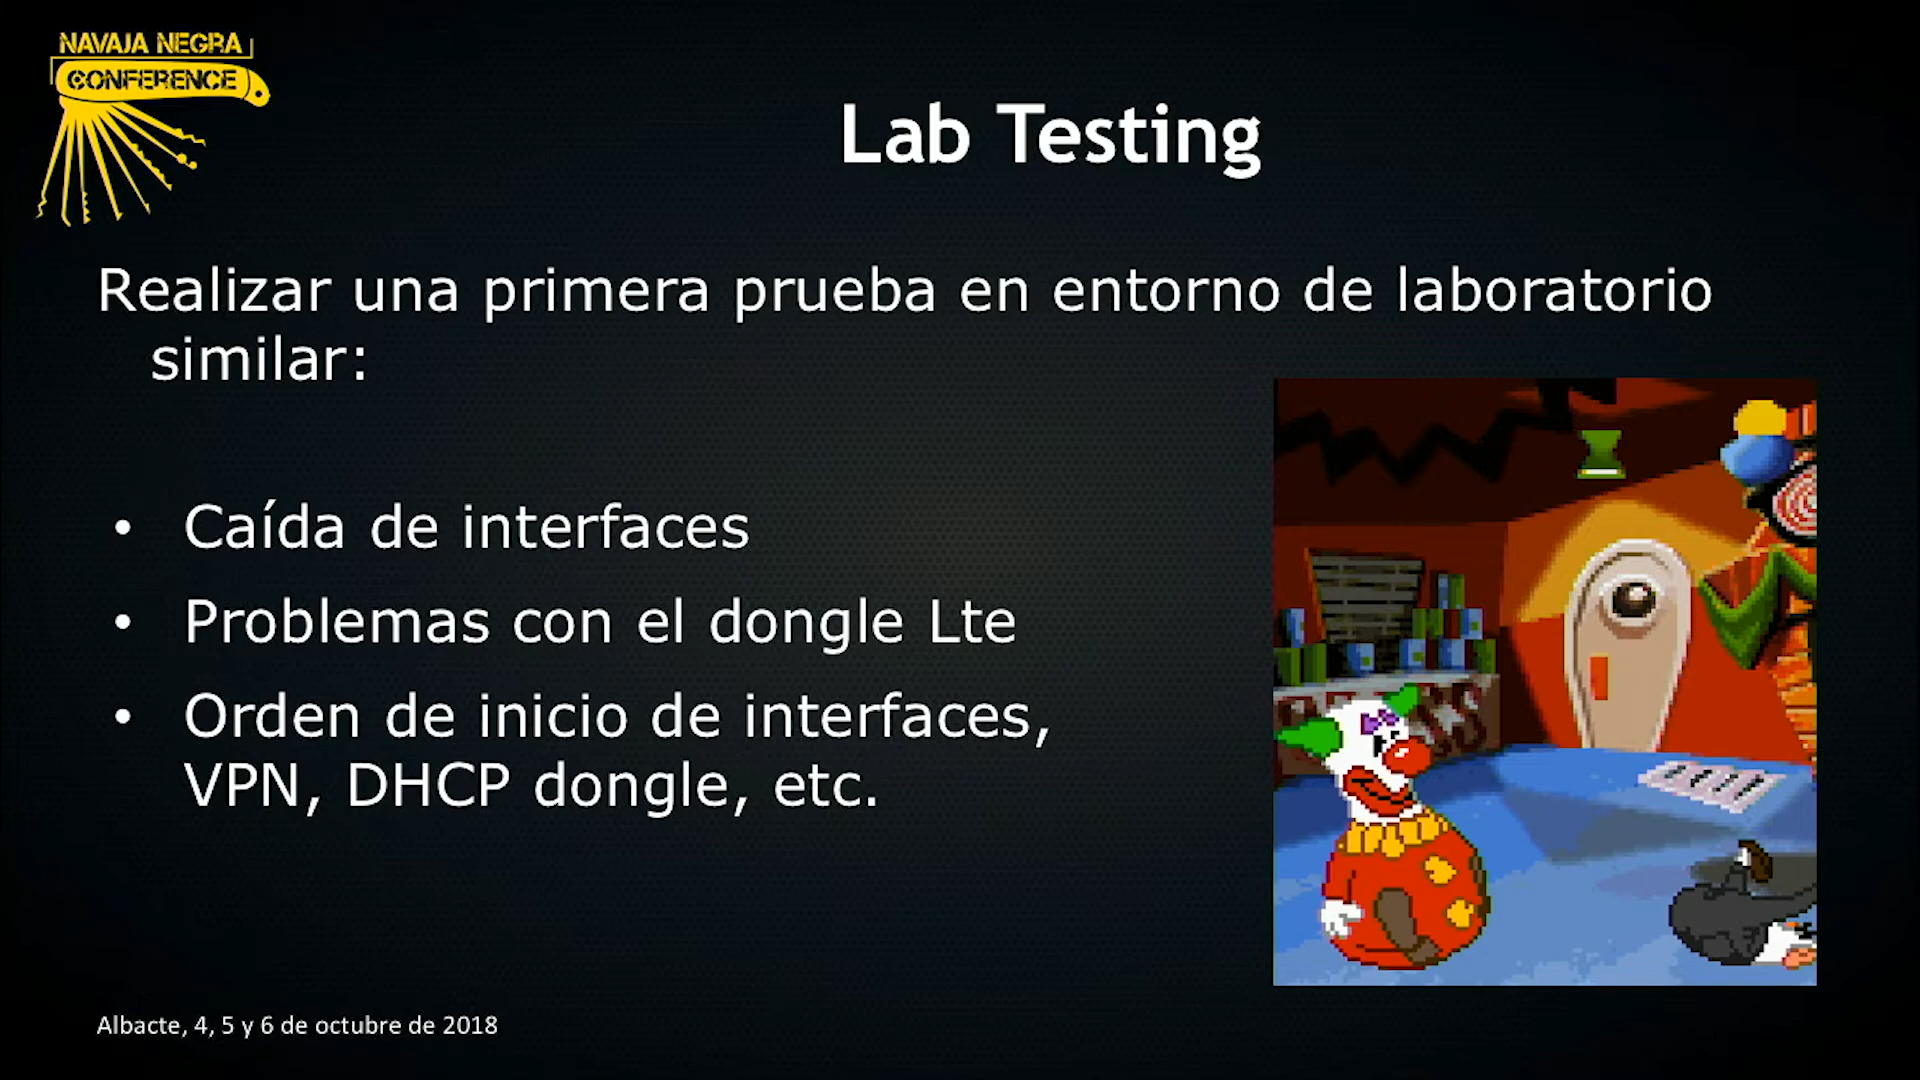 NAVAJA NEGRA
CONFERENCE
Lab Testing
Realizar una primera prueba en entorno de laboratorio
similar:
• Caída de interfaces
• Problemas con el dongle Lte
• Orden de inicio de interfaces,
VPN, DHCP dongle, etc.
Albacte, 4, 5 y 6 de octubre de 2018